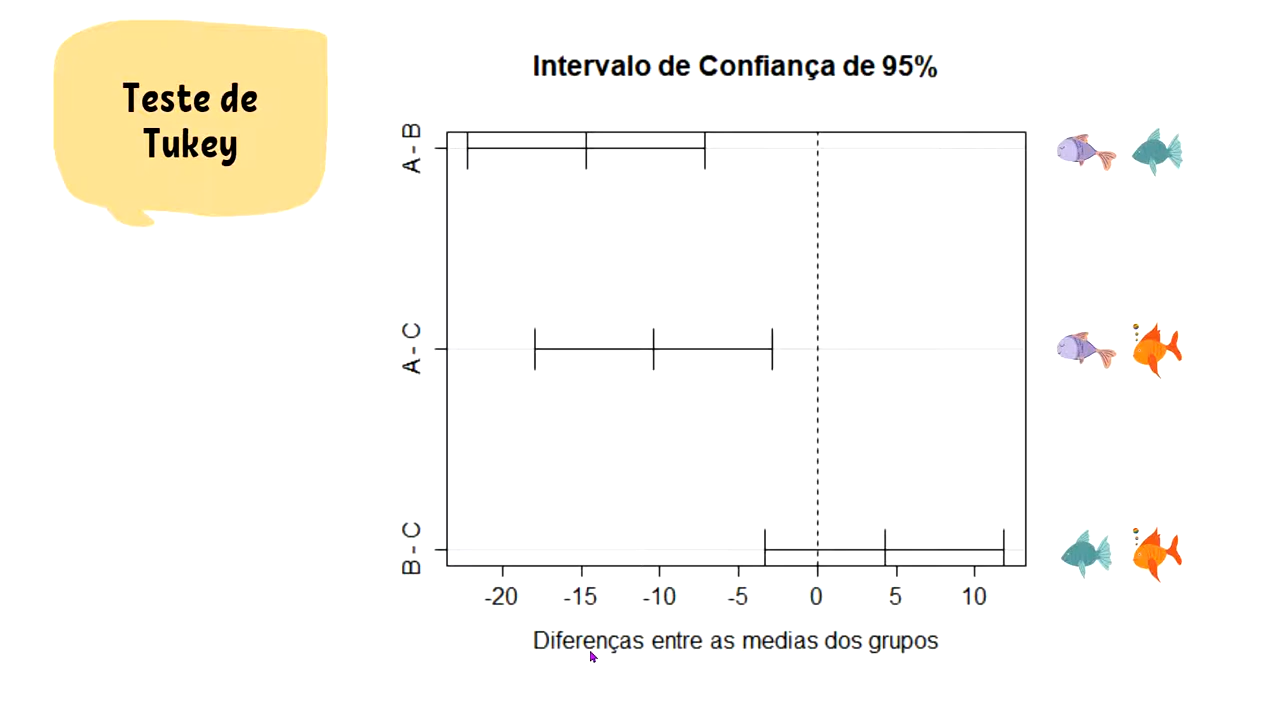 Teste de
Tukey
Intervalo de Confiança de 95%
A - B
A - C
B - C
-20 -15 -10 -5 0 5 10
Diferenças entre as medias dos grupos